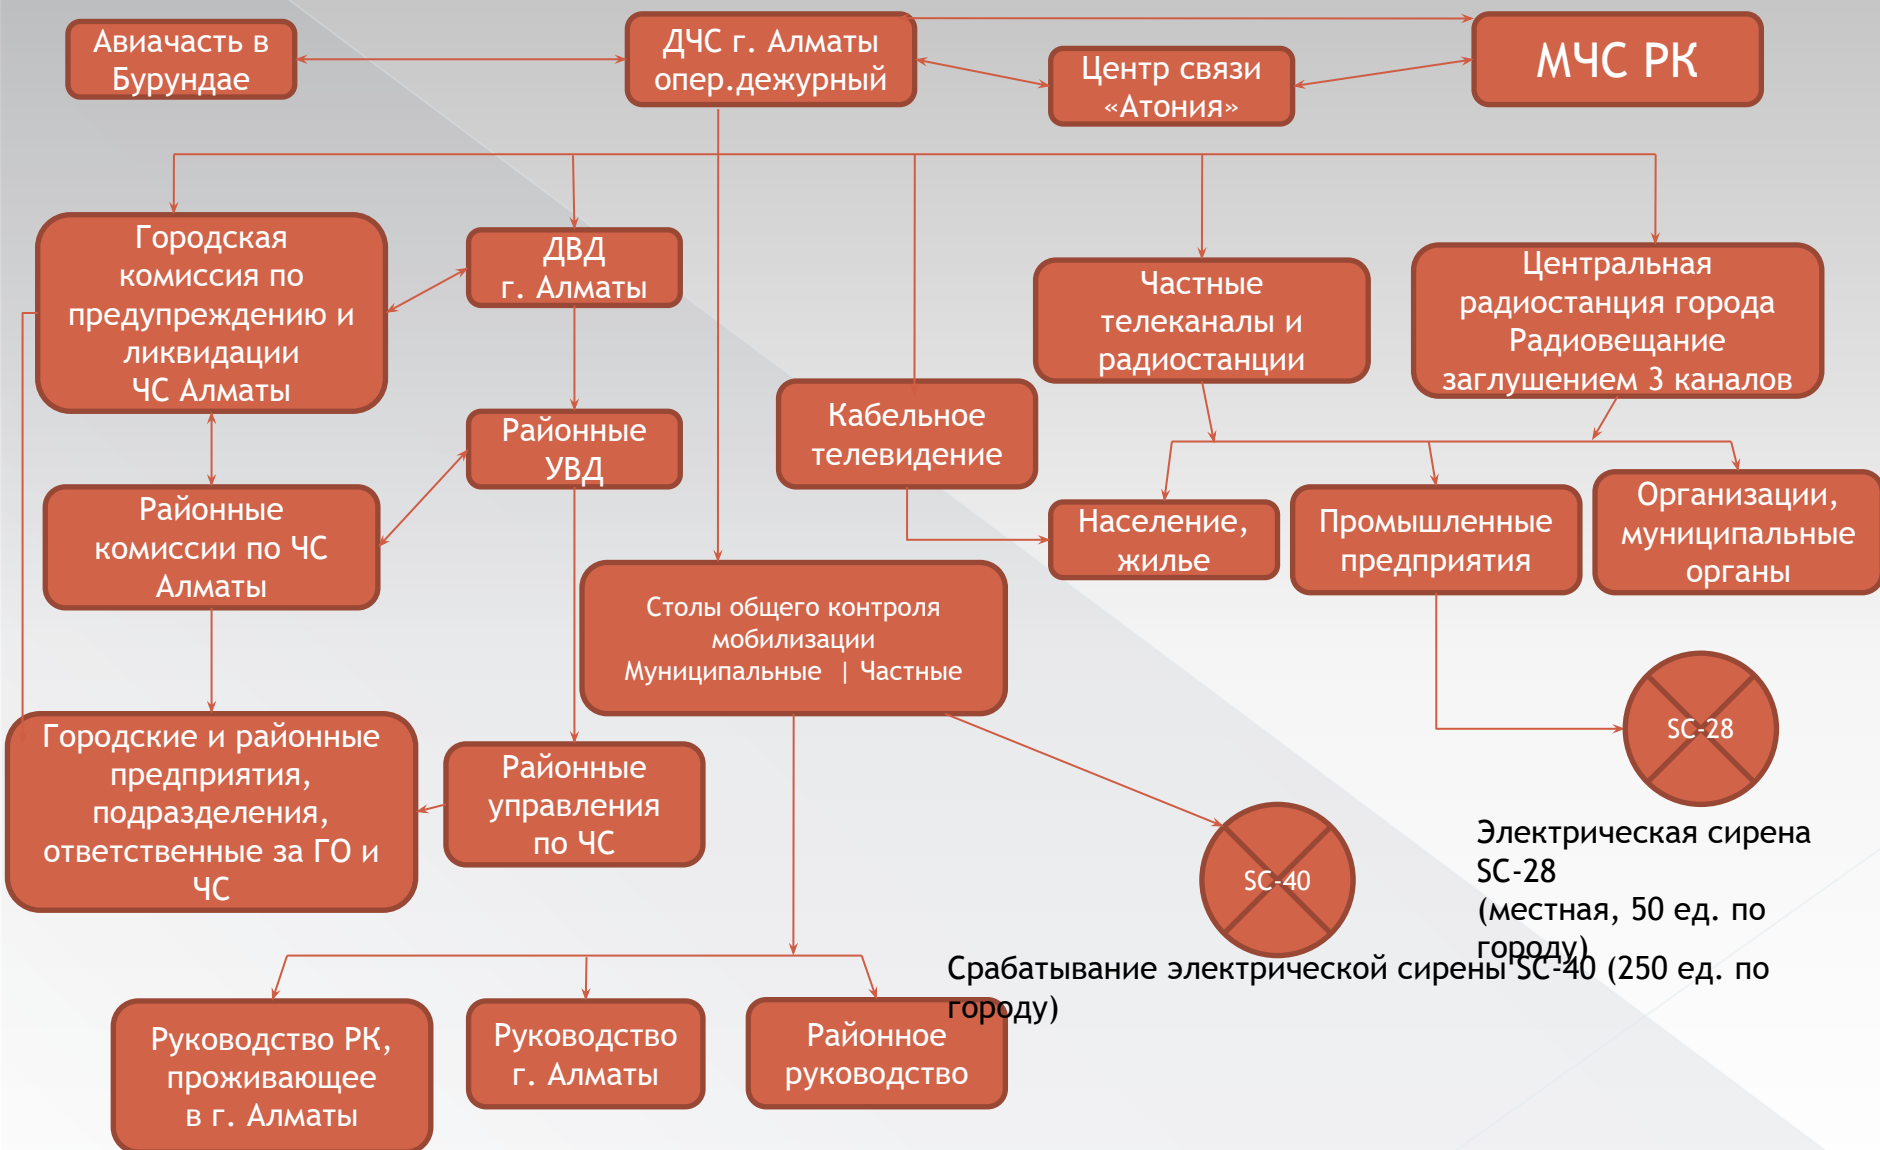 Авиачасть в
Бурундае
ДЧС г. Алматы
опер.дежурный
Центр связи
«Атония»
МЧС РК
Городская
комиссия по
предупреждению и
ликвидации
ЧС Алматы
ДВД
г. Алматы
Частные
телеканалы и
радиостанции
Центральная
радиостанция города
Радиовещание
заглушением 3 каналов
Кабельное
телевидение
Районные
УВД
Районные
комиссии по ЧС
Алматы
Население,
жилье
Промышленные
предприятия
Организации,
муниципальные
органы
Столы общего контроля
мобилизации
Муниципальные | Частные
SC-28
Городские и районные
предприятия,
подразделения,
ответственные за ГО и
ЧС
Районные
управления
по ЧС
SC-40
Электрическая сирена
SC-28
(местная, 50 ед. по
городу)
Срабатывание электрической сирены SC-40 (250 ед. по
городу)
Руководство РК,
проживающее
в г. Алматы
Руководство
г. Алматы
Районное
руководство